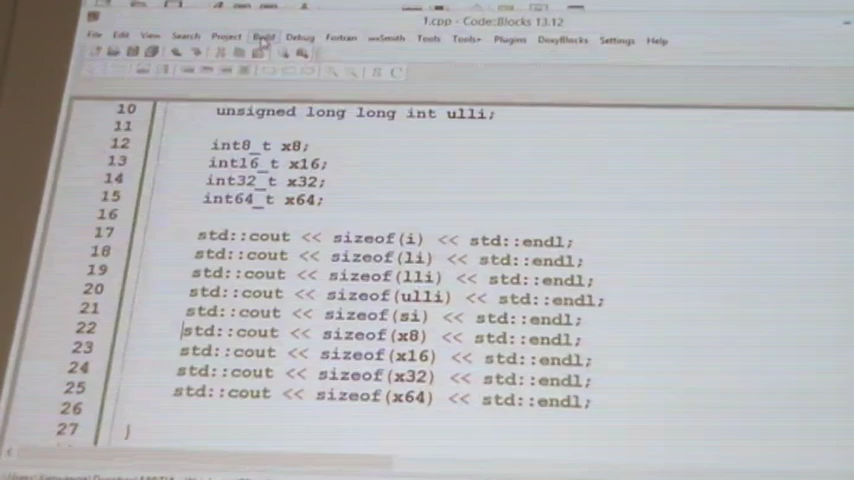 1.cpp - Code::Blocks 13.12
File Edit View Search Project Build Debug Fortran wxSmith Tools Tools+ Plugins DoxyBlocks Settings Help
10 unsigned long long int ulli;
11
12 int8_t x8;
13 int16_t x16;
14 int32_t x32;
15 int64_t x64;
16
17 std::cout << sizeof(i) << std::endl;
18 std::cout << sizeof(li) << std::endl;
19 std::cout << sizeof(lli) << std::endl;
20 std::cout << sizeof(ulli) << std::endl;
21 std::cout << sizeof(si) << std::endl;
22 std::cout << sizeof(x8) << std::endl;
23 std::cout << sizeof(x16) << std::endl;
24 std::cout << sizeof(x32) << std::endl;
25 std::cout << sizeof(x64) << std::endl;
26
27 }